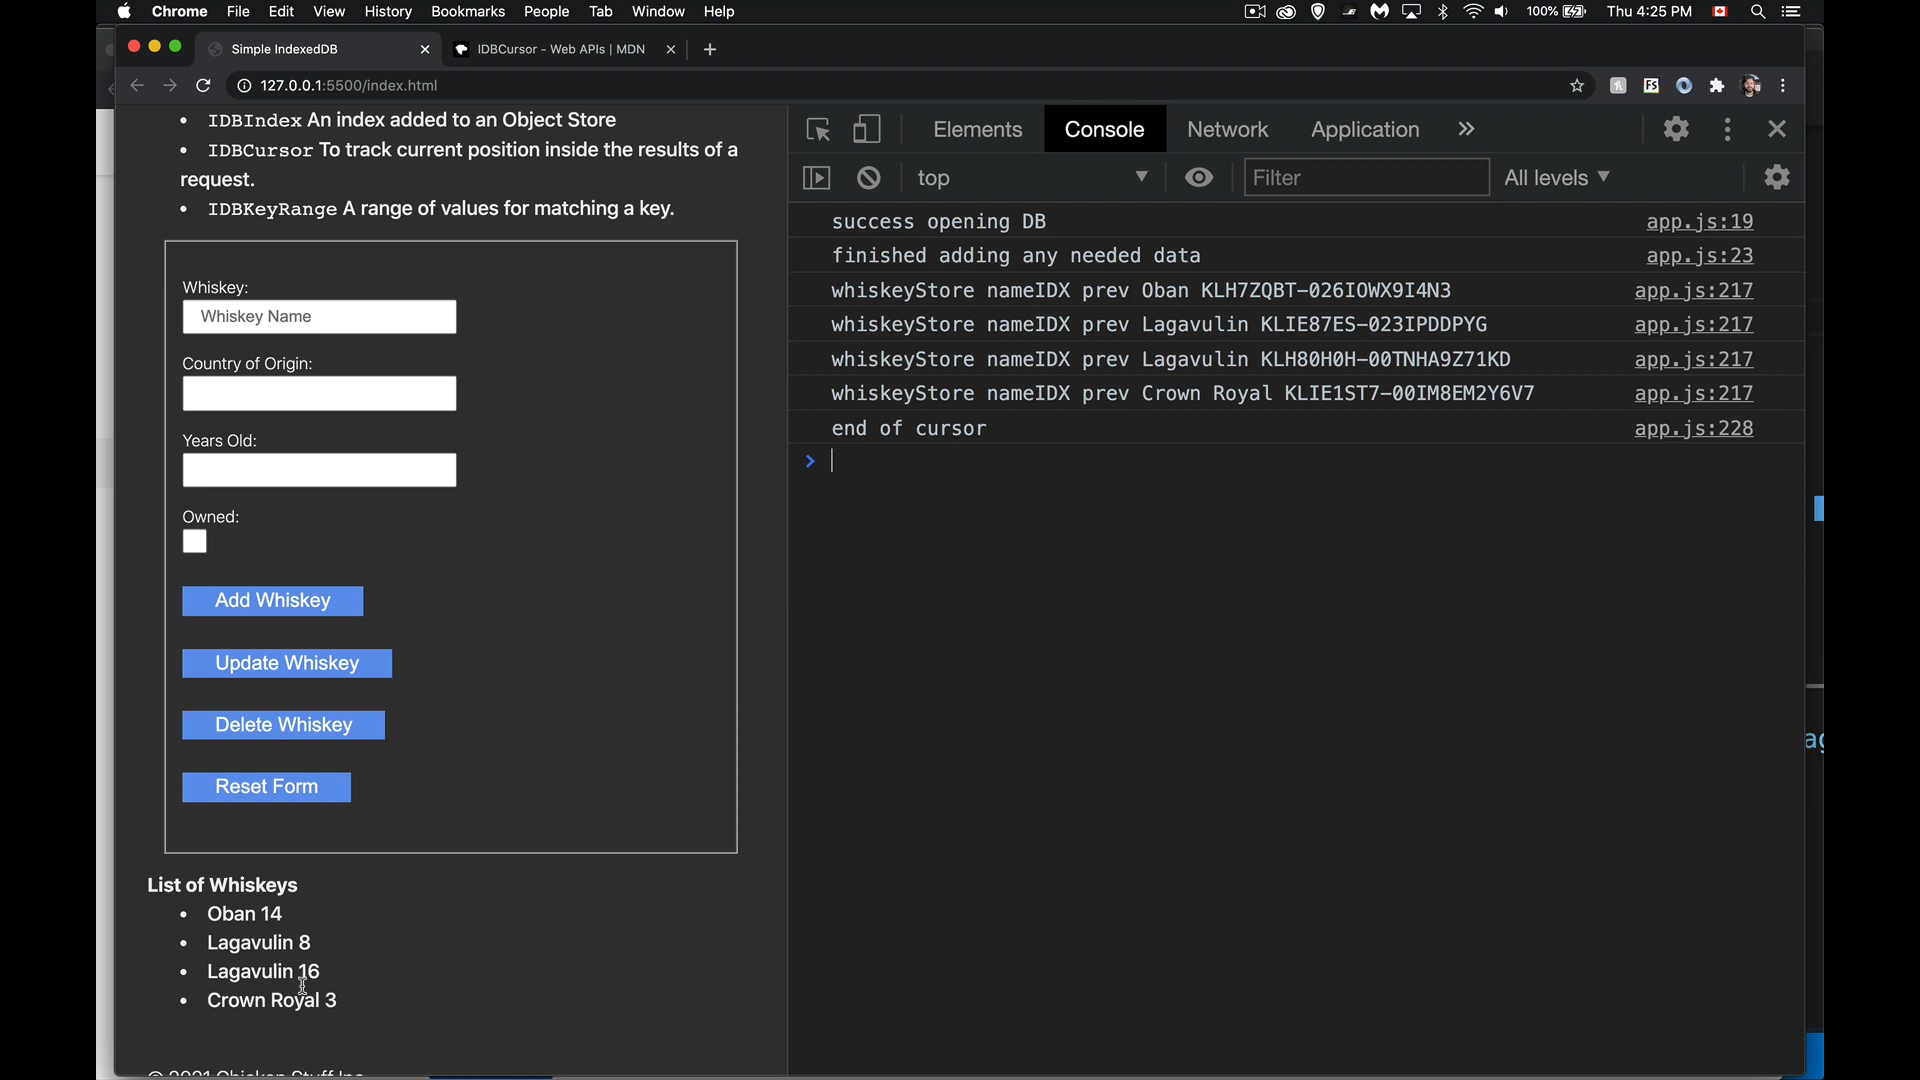 Chrome File Edit View History Bookmarks People Tab Window Help 100% Thu 4:25 PM
Simple IndexedDB IDBCursor - Web APIs | MDN
127.0.0.1:5500/index.html
• IDBIndex An index added to an Object Store
• IDBCursor To track current position inside the results of a
request.
• IDBKeyRange A range of values for matching a key.
Whiskey:
Whiskey Name
Country of Origin:
Years Old:
Owned:
Add Whiskey
Update Whiskey
Delete Whiskey
Reset Form
List of Whiskeys
• Oban 14
• Lagavulin 8
• Lagavulin 16
• Crown Royal 3
Elements Console Network Application
top Filter All levels
success opening DB app.js:19
finished adding any needed data app.js:23
whiskeyStore nameIDX prev Oban KLH7ZQBT-026IOWX9I4N3 app.js:217
whiskeyStore nameIDX prev Lagavulin KLIE87ES-023IPDDPYG app.js:217
whiskeyStore nameIDX prev Lagavulin KLH80H0H-00TNHA9Z71KD app.js:217
whiskeyStore nameIDX prev Crown Royal KLIE1ST7-00IM8EM2Y6V7 app.js:217
end of cursor app.js:228